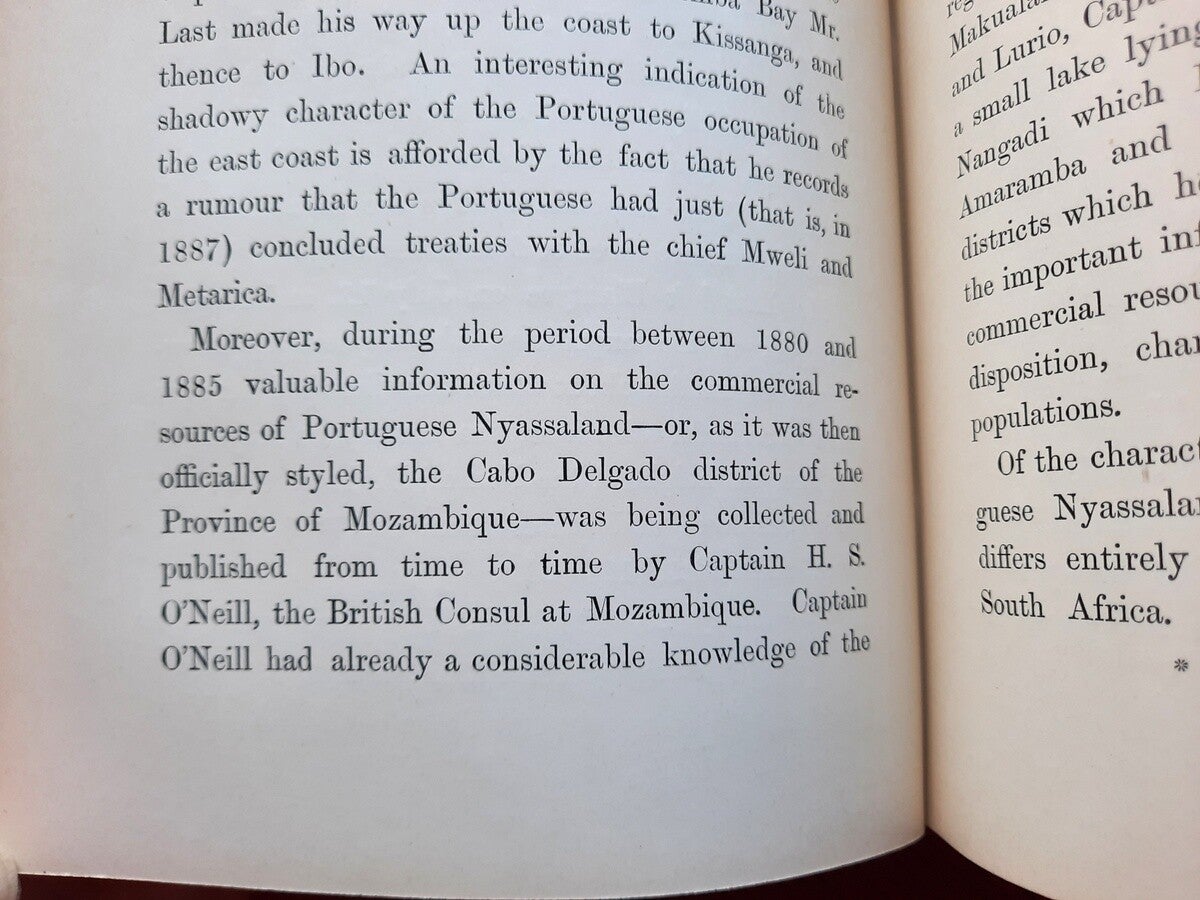 Bay Mr.
Last made his way up the coast to Kissanga, and
thence to Ibo. An interesting indication of the
shadowy character of the Portuguese occupation of
the east coast is afforded by the fact that he records
a rumour that the Portuguese had just (that is, in
1887) concluded treaties with the chief Mweli and
Metarica.
Moreover, during the period between 1880 and
1885 valuable information on the commercial re-
sources of Portuguese Nyassaland—or, as it was then
officially styled, the Cabo Delgado district of the
Province of Mozambique—was being collected and
published from time to time by Captain H. S.
O'Neill, the British Consul at Mozambique. Captain
O'Neill had already a considerable knowledge of the
and Lurio,
a small lake lying
Nangadi which
Amaramba and
districts which
the important
commercial
disposition,
populations.
Of the
guese
differs entirely
South Africa.
*